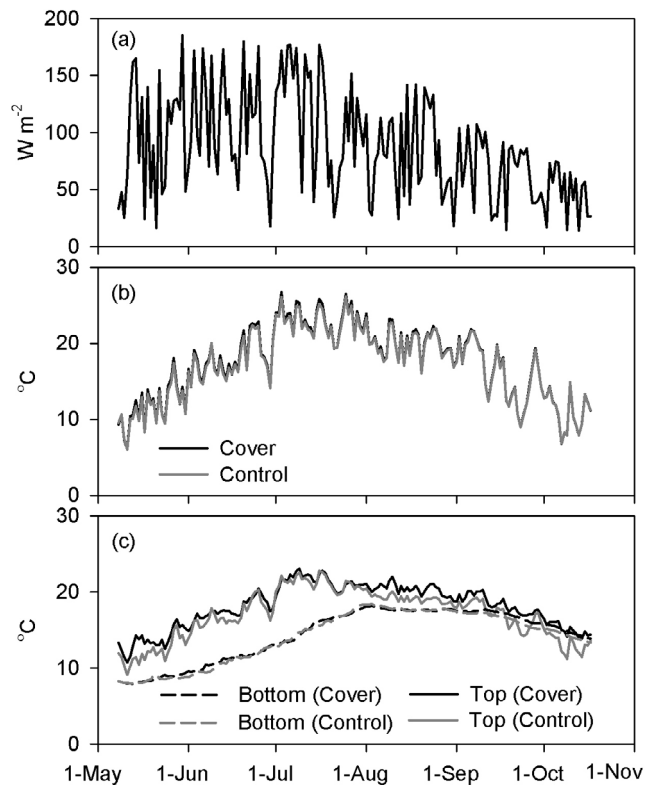 200
(a)
150
W m-2
100
50
0
30
(b)
20
°C
10
Cover
Control
0
30
(c)
20
°C
10
Bottom (Cover)
Top (Cover)
Bottom (Control)
Top (Control)
0
1-May
1-Jun
1-Jul
1-Aug
1-Sep
1-Oct
1-Nov